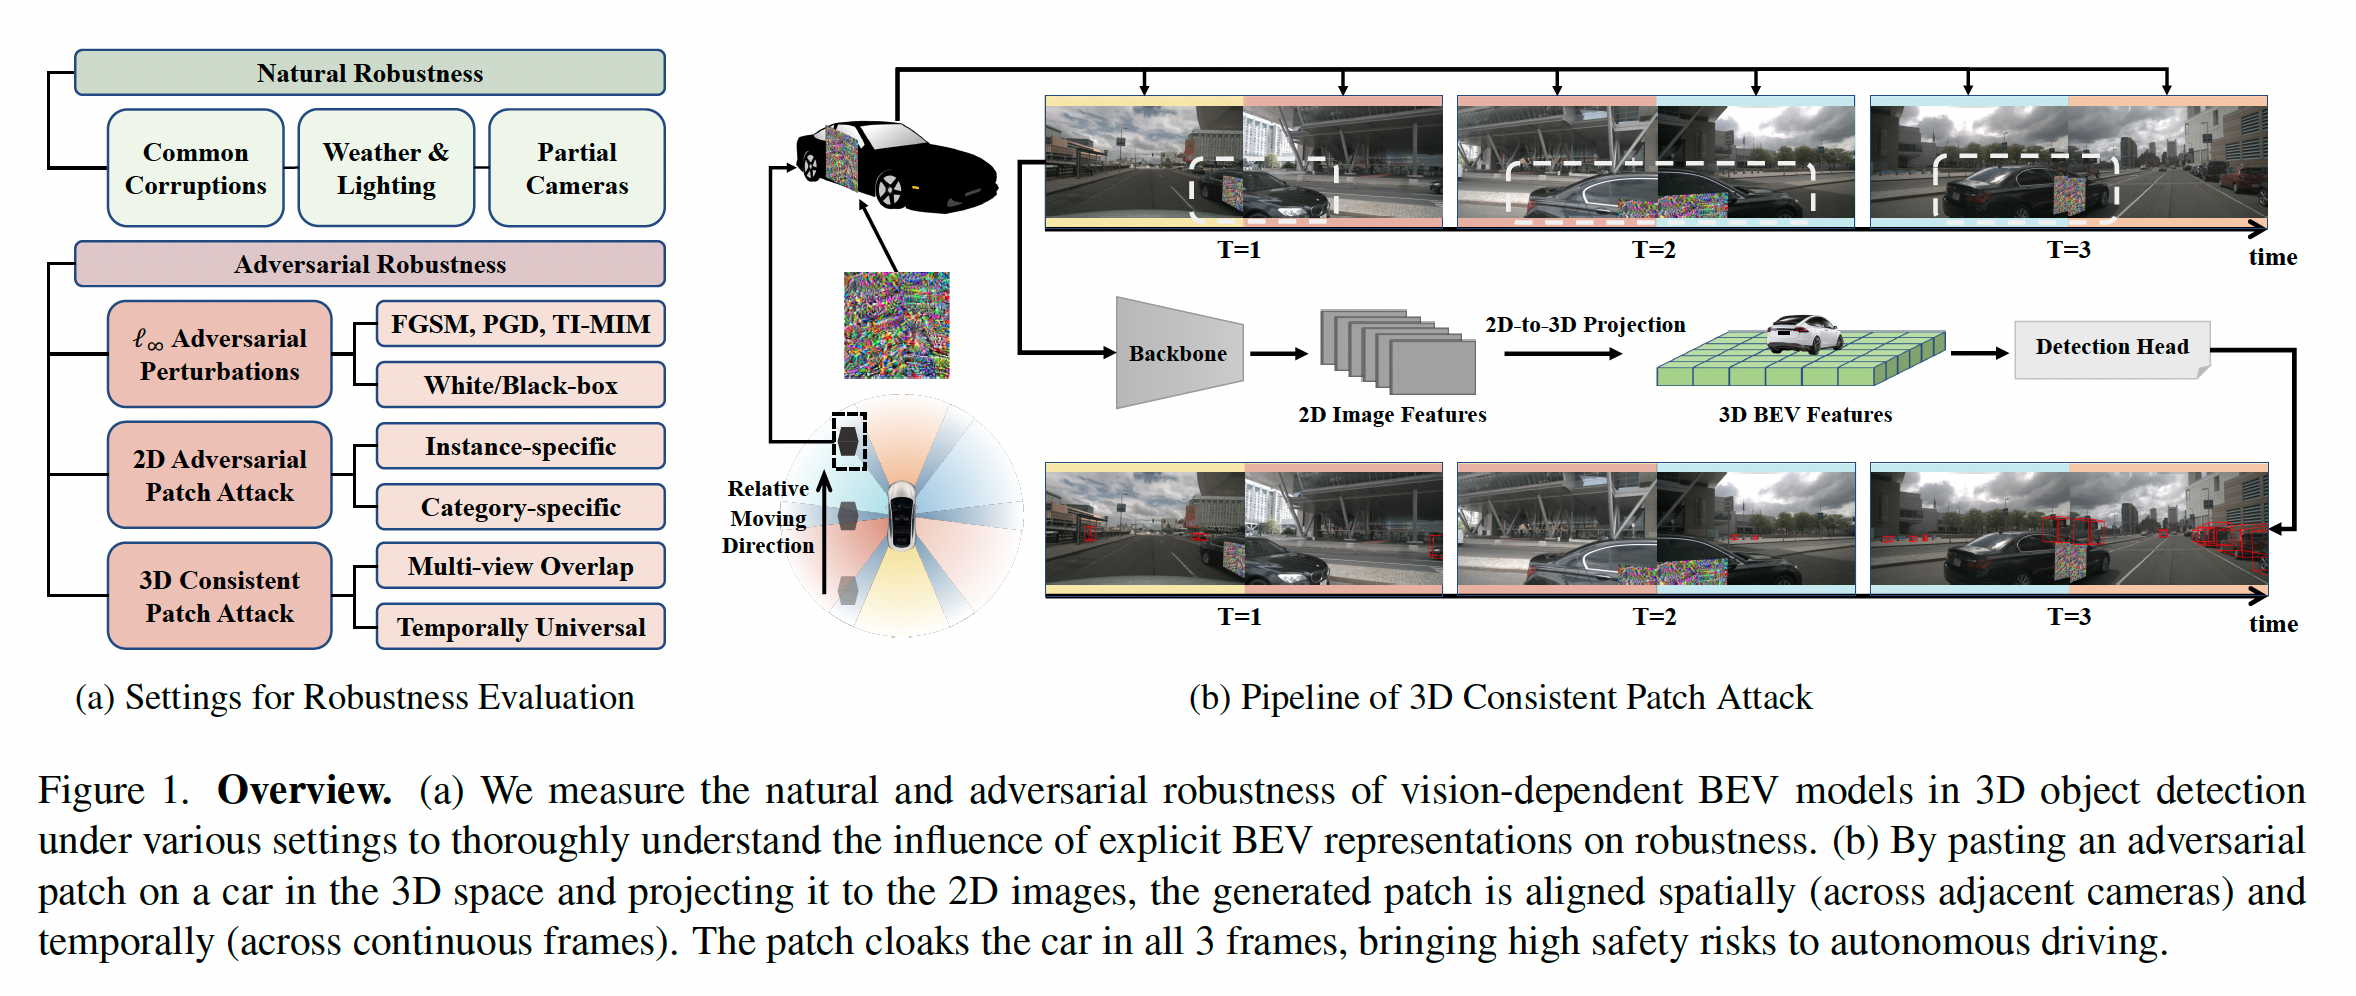 Natural Robustness
Common
Corruptions
Weather &
Lighting
Partial
Cameras
Adversarial Robustness
ℓ∞ Adversarial
Perturbations
FGSM, PGD, TI-MIM
White/Black-box
2D Adversarial
Patch Attack
Instance-specific
Category-specific
3D Consistent
Patch Attack
Multi-view Overlap
Temporally Universal
(a) Settings for Robustness Evaluation
Relative
Moving
Direction
T=1
T=2
T=3
time
Backbone
2D Image Features
2D-to-3D Projection
3D BEV Features
Detection Head
T=1
T=2
T=3
time
(b) Pipeline of 3D Consistent Patch Attack
Figure 1. Overview. (a) We measure the natural and adversarial robustness of vision-dependent BEV models in 3D object detection
under various settings to thoroughly understand the influence of explicit BEV representations on robustness. (b) By pasting an adversarial
patch on a car in the 3D space and projecting it to the 2D images, the generated patch is aligned spatially (across adjacent cameras) and
temporally (across continuous frames). The patch cloaks the car in all 3 frames, bringing high safety risks to autonomous driving.